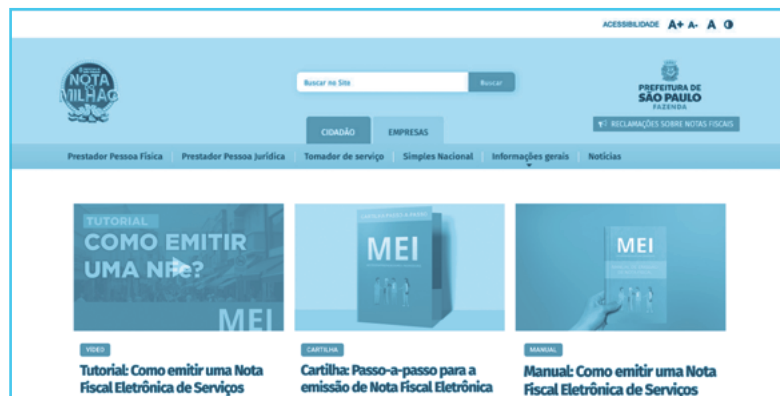 ACESSIBILIDADE A+ A- A
NOTA
DO
MILHÃO
Buscar no Site
Buscar
PREFEITURA DE
SÃO PAULO
FAZENDA
RECLAMAÇÕES SOBRE NOTAS FISCAIS
CIDADÃO
EMPRESAS
Prestador Pessoa Física
Prestador Pessoa Jurídica
Tomador de serviço
Simples Nacional
Informações gerais
Notícias
TUTORIAL
COMO EMITIR
UMA NFe?
MEI
CARTILHA PASSO-A-PASSO
MEI
MEI
VÍDEO
Tutorial: Como emitir uma Nota
Fiscal Eletrônica de Serviços
CARTILHA
Cartilha: Passo-a-passo para a
emissão de Nota Fiscal Eletrônica
MANUAL
Manual: Como emitir uma Nota
Fiscal Eletrônica de Serviços